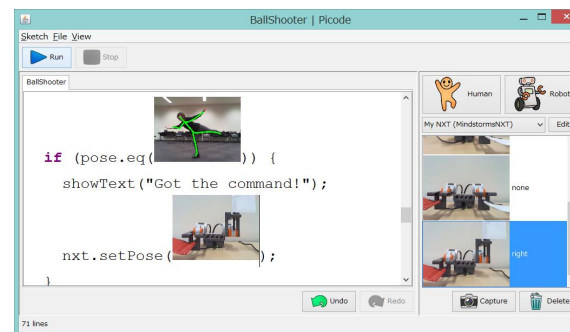 BallShooter | Picode
Sketch File View
Run Stop
BallShooter
if (pose.eq( )) {
showText("Got the command!");
nxt.setPose( );
}
Undo Redo
71 lines
Human Robot
My NXT (MindstormsNXT) Edit
none
right
Capture Delete